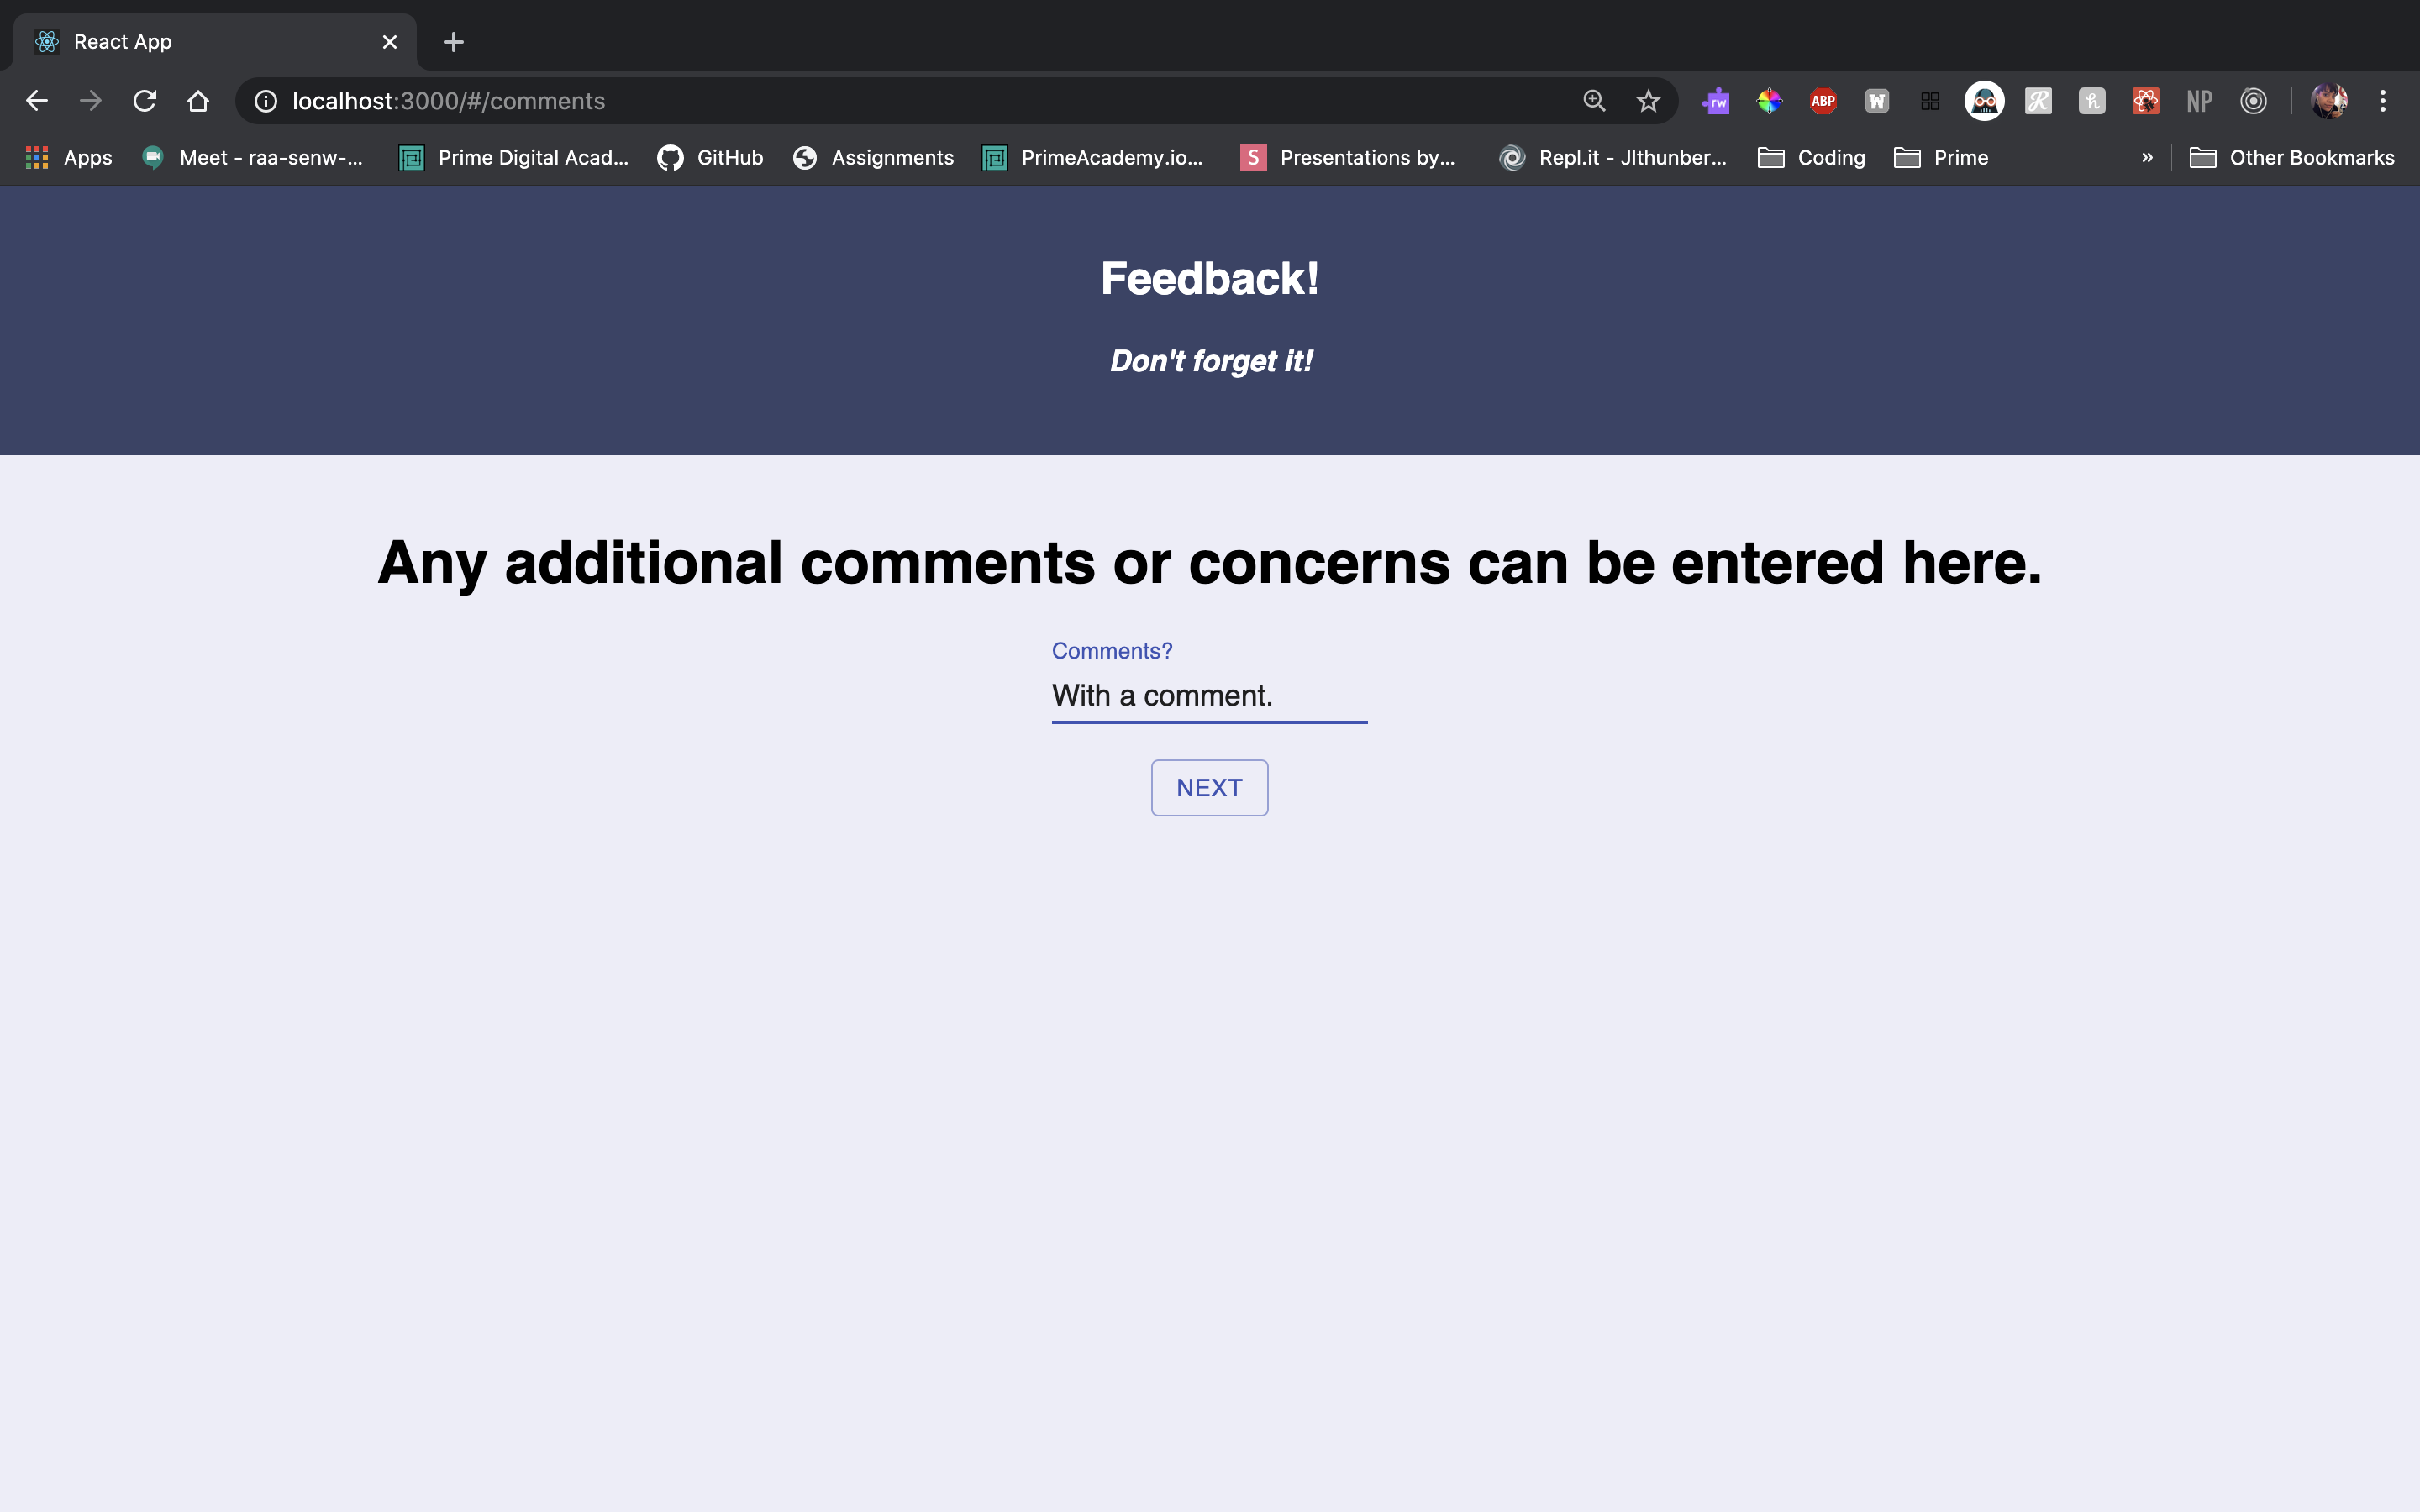 React App
localhost:3000/#/comments
rw
ABP
W
R
h
NP
Apps
Meet - raa-senw-...
Prime Digital Acad...
GitHub
Assignments
PrimeAcademy.io...
S
Presentations by...
Repl.it - Jlthunber...
Coding
Prime
»
Other Bookmarks
Feedback!
Don't forget it!
Any additional comments or concerns can be entered here.
Comments?
With a comment.
NEXT